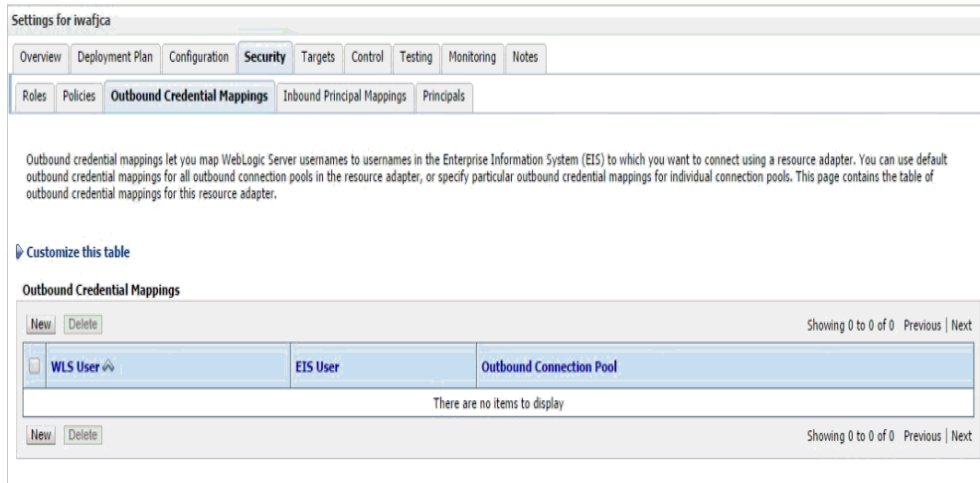 Settings for iwafjca
Overview Deployment Plan Configuration Security Targets Control Testing Monitoring Notes
Roles Policies Outbound Credential Mappings Inbound Principal Mappings Principals
Outbound credential mappings let you map WebLogic Server usernames to usernames in the Enterprise Information System (EIS) to which you want to connect using a resource adapter. You can use default
outbound credential mappings for all outbound connection pools in the resource adapter, or specify particular outbound credential mappings for individual connection pools. This page contains the table of
outbound credential mappings for this resource adapter.
Customize this table
Outbound Credential Mappings
New Delete Showing 0 to 0 of 0 Previous | Next
WLS User EIS User Outbound Connection Pool
There are no items to display
New Delete Showing 0 to 0 of 0 Previous | Next